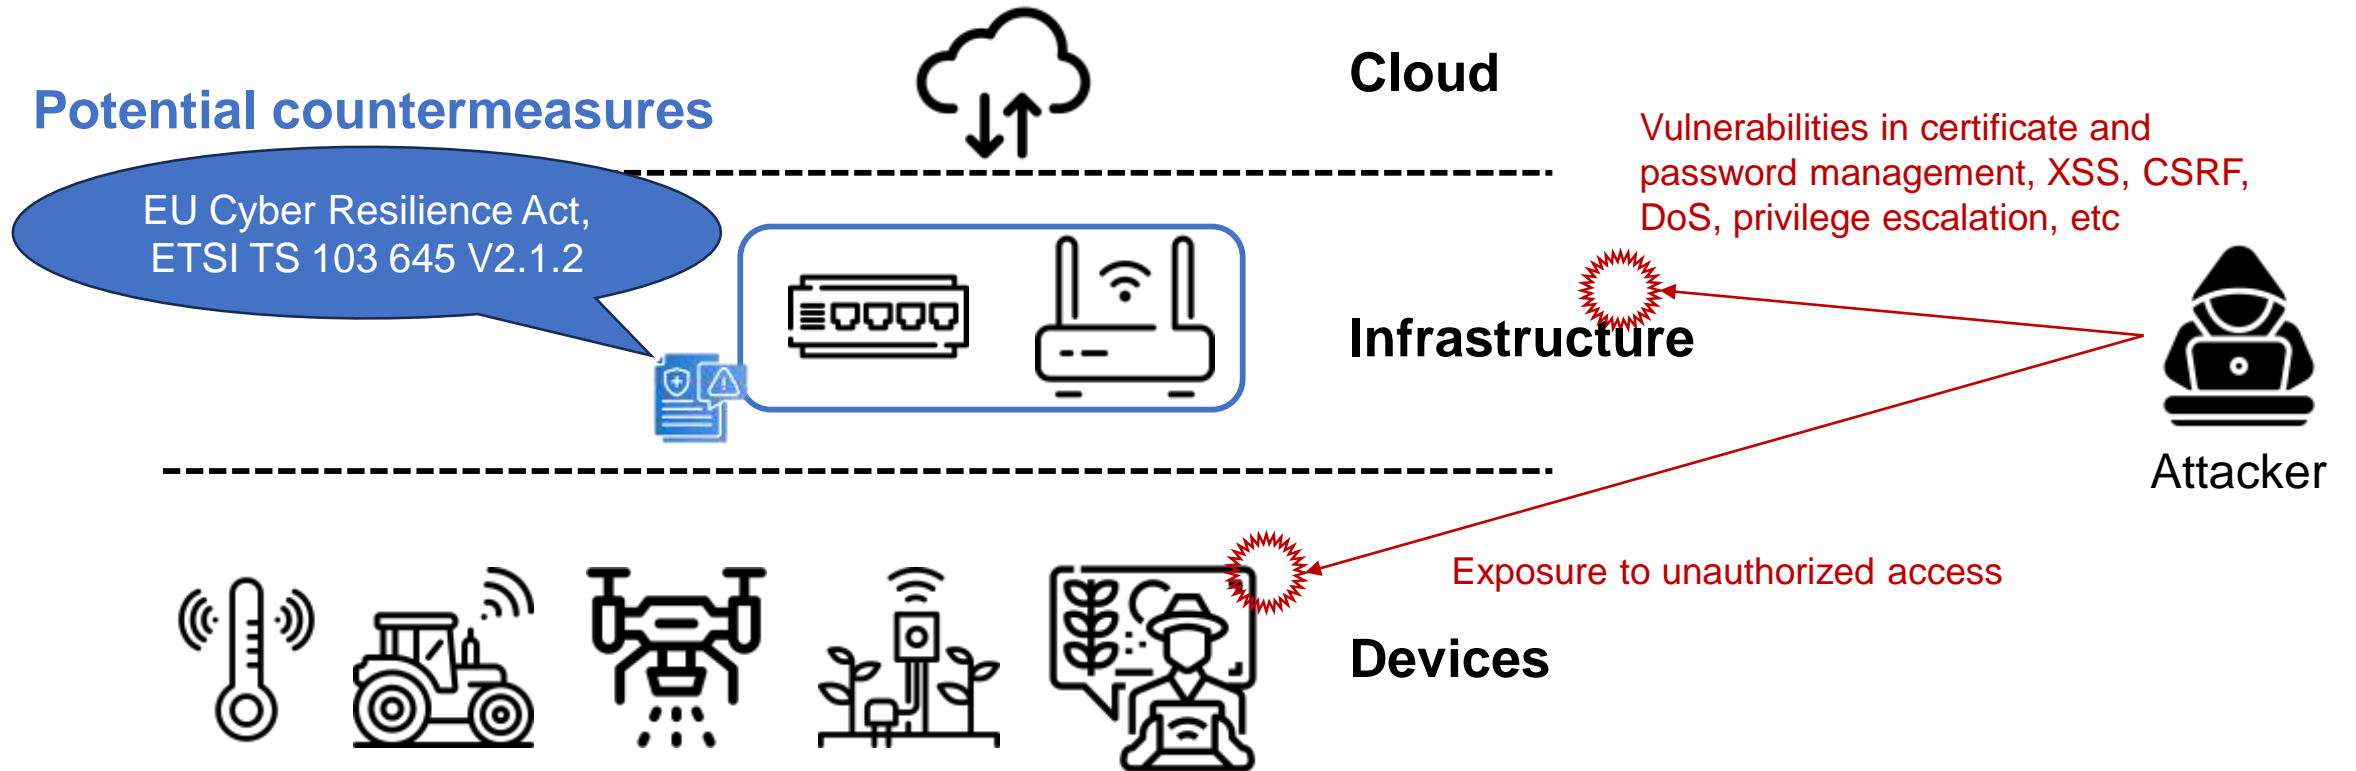 Cloud
Potential countermeasures
Vulnerabilities in certificate and
password management, XSS, CSRF,
DoS, privilege escalation, etc
EU Cyber Resilience Act,
ETSI TS 103 645 V2.1.2
Infrastructure
Attacker
Exposure to unauthorized access
Devices